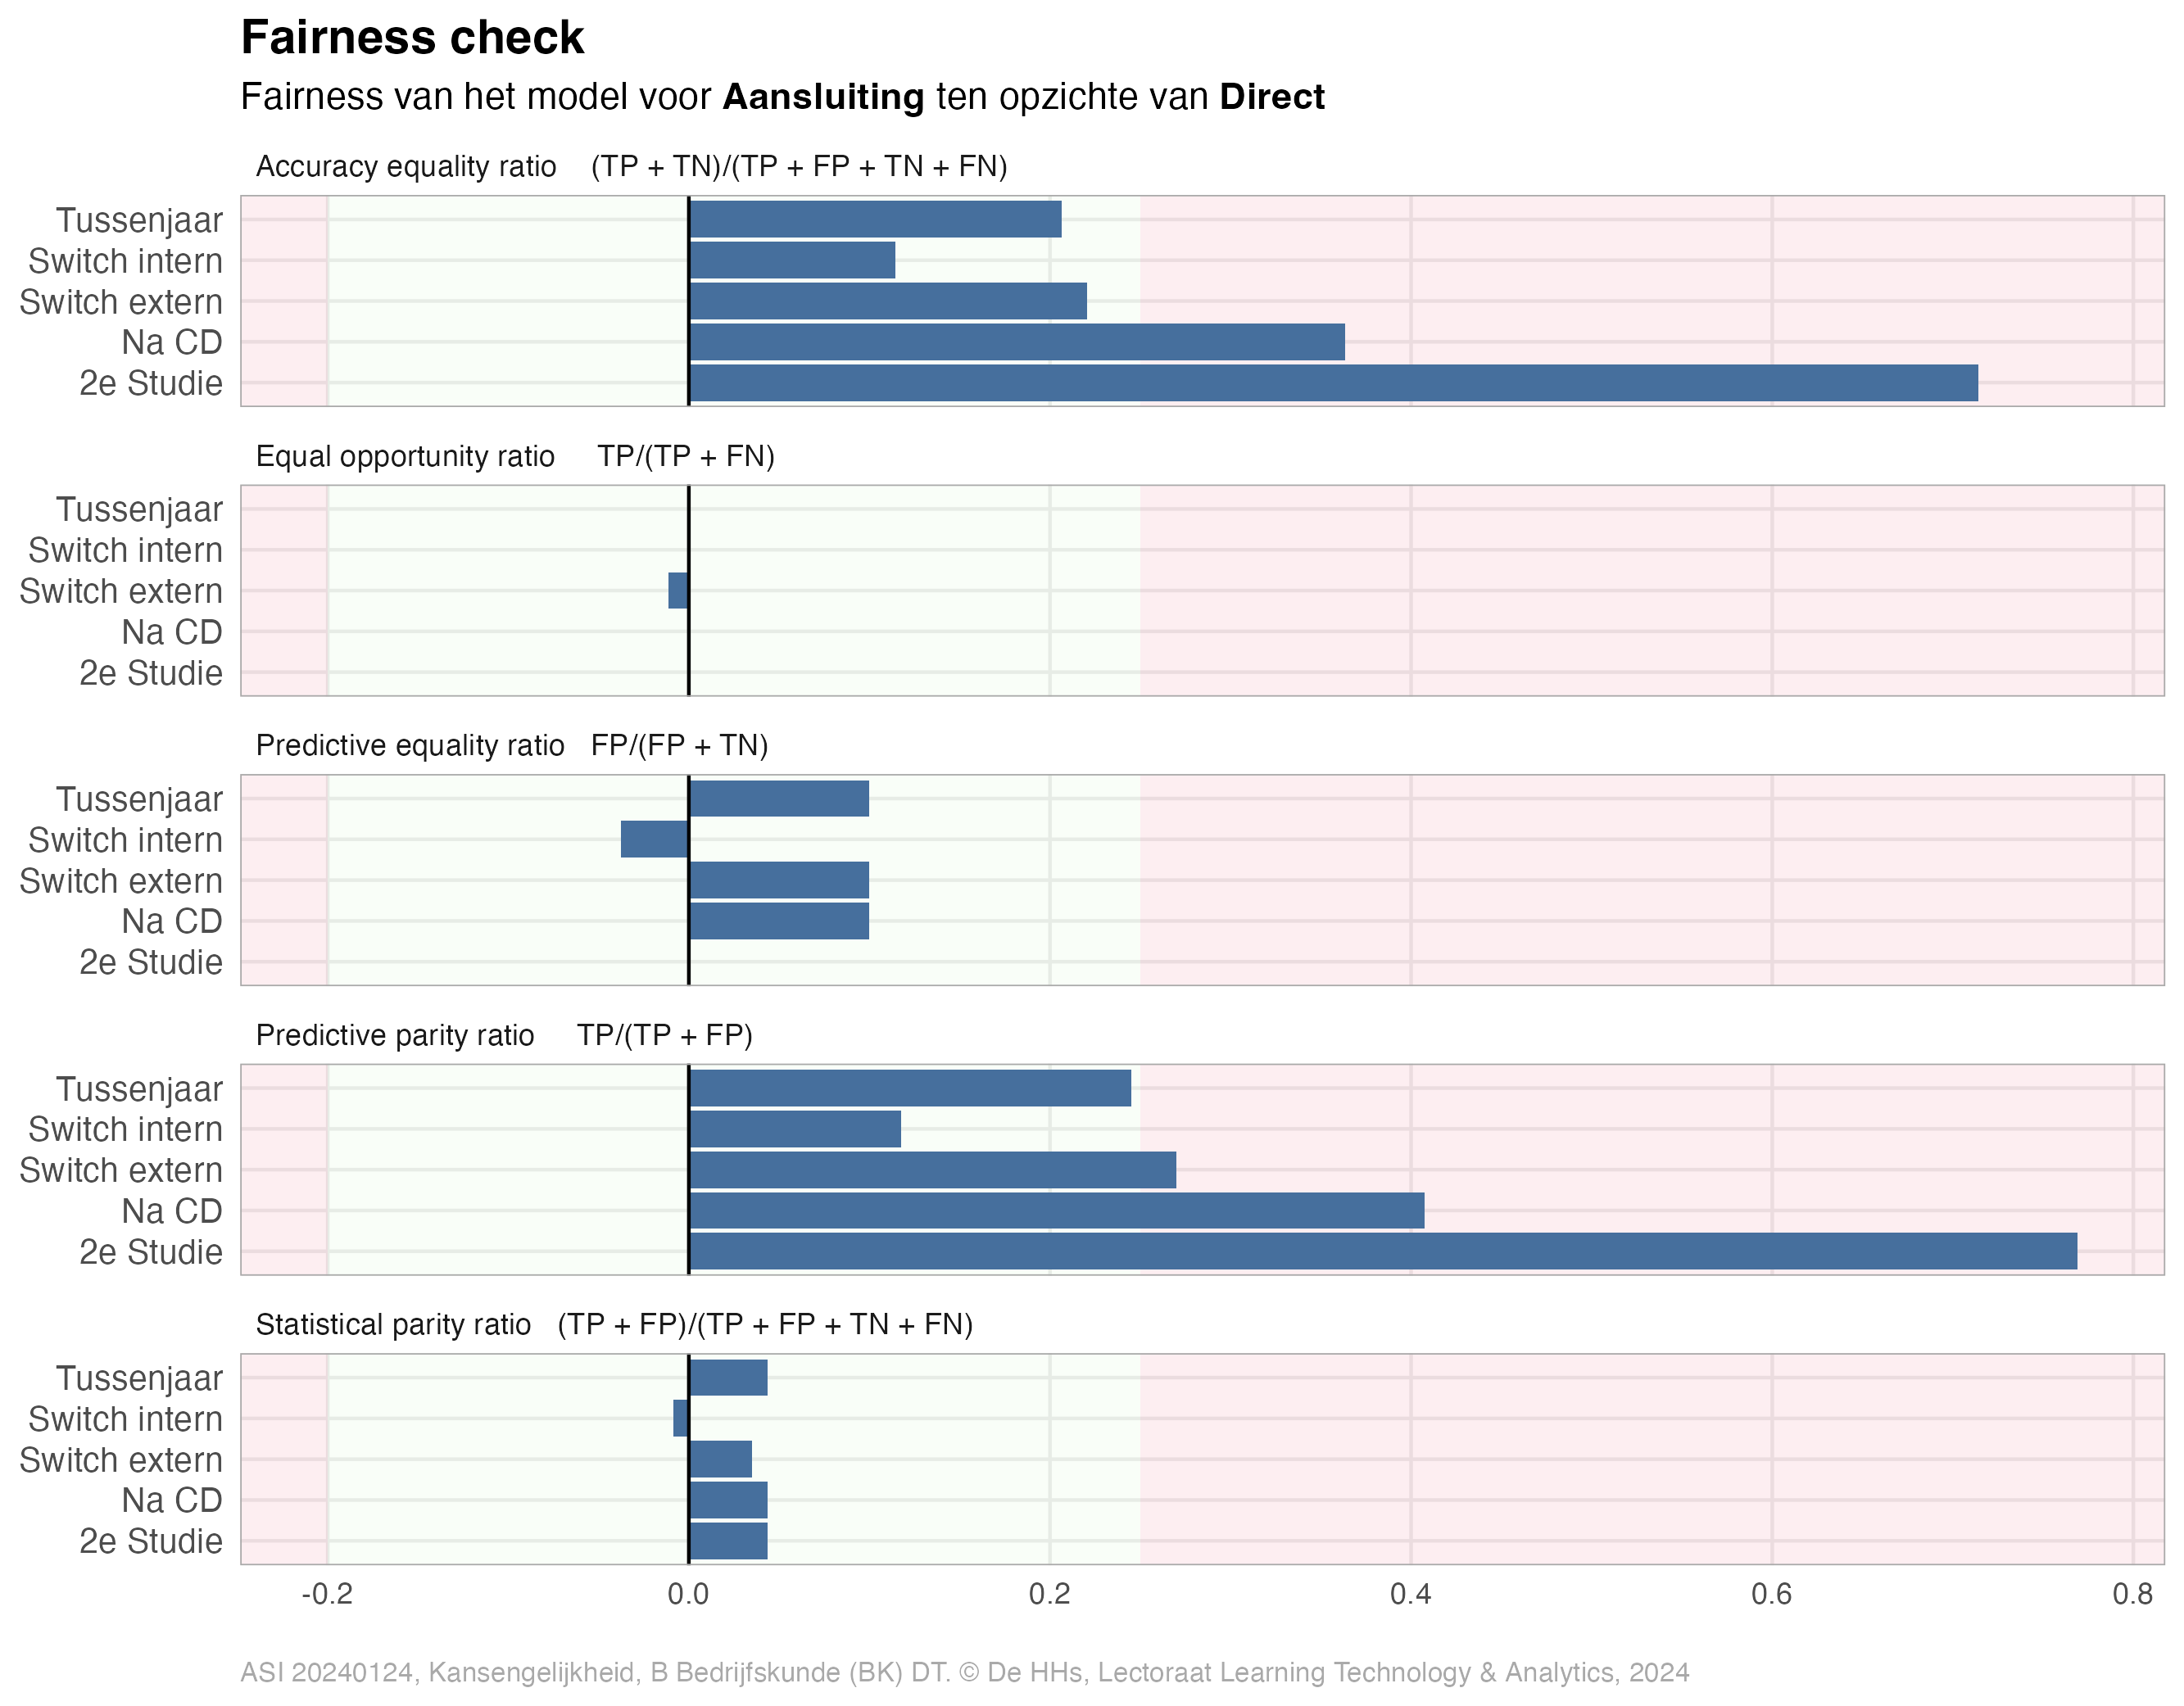 Fairness check
Fairness van het model voor Aansluiting ten opzichte van Direct
Accuracy equality ratio (TP + TN)/(TP + FP + TN + FN)
Tussenjaar
Switch intern
Switch extern
Na CD
2e Studie
Equal opportunity ratio TP/(TP + FN)
Tussenjaar
Switch intern
Switch extern
Na CD
2e Studie
Predictive equality ratio FP/(FP + TN)
Tussenjaar
Switch intern
Switch extern
Na CD
2e Studie
Predictive parity ratio TP/(TP + FP)
Tussenjaar
Switch intern
Switch extern
Na CD
2e Studie
Statistical parity ratio (TP + FP)/(TP + FP + TN + FN)
Tussenjaar
Switch intern
Switch extern
Na CD
2e Studie
-0.2 0.0 0.2 0.4 0.6 0.8
ASI 20240124, Kansengelijkheid, B Bedrijfskunde (BK) DT. © De HHs, Lectoraat Learning Technology & Analytics, 2024